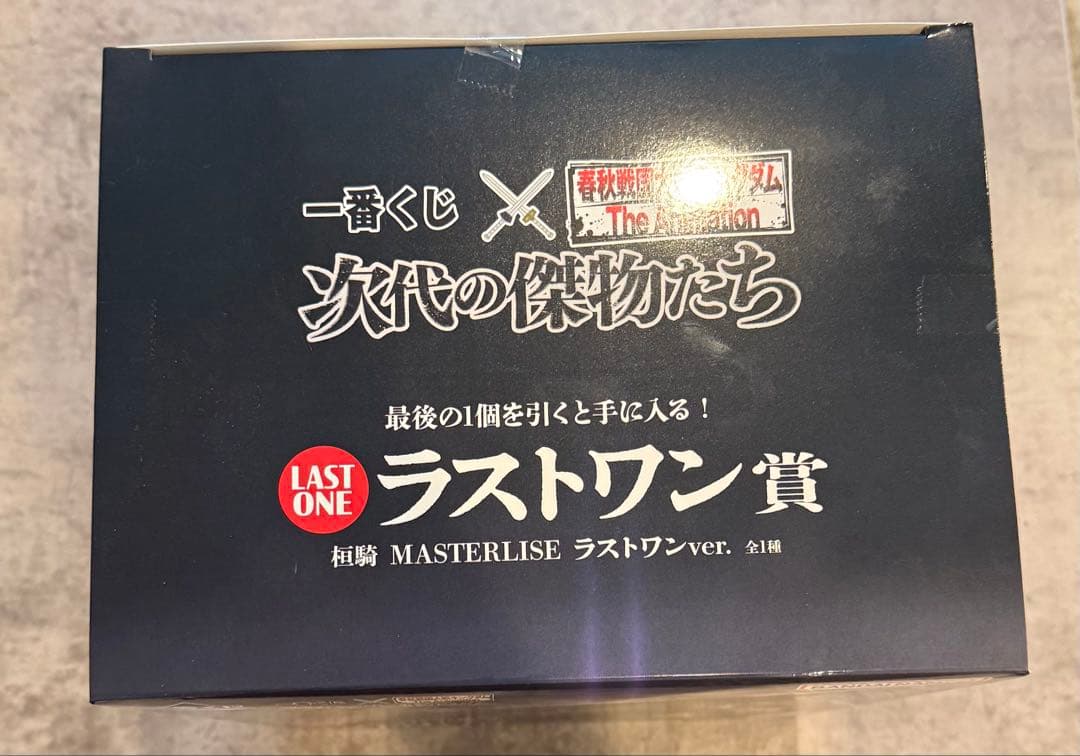 一番くじ
春秋戦国
ダム
The Animation
次代の傑物たち
最後の1個を引くと手に入る!
LAST
ONE
ラストワン賞
桓騎 MASTERLISE ラストワンver. 全1種